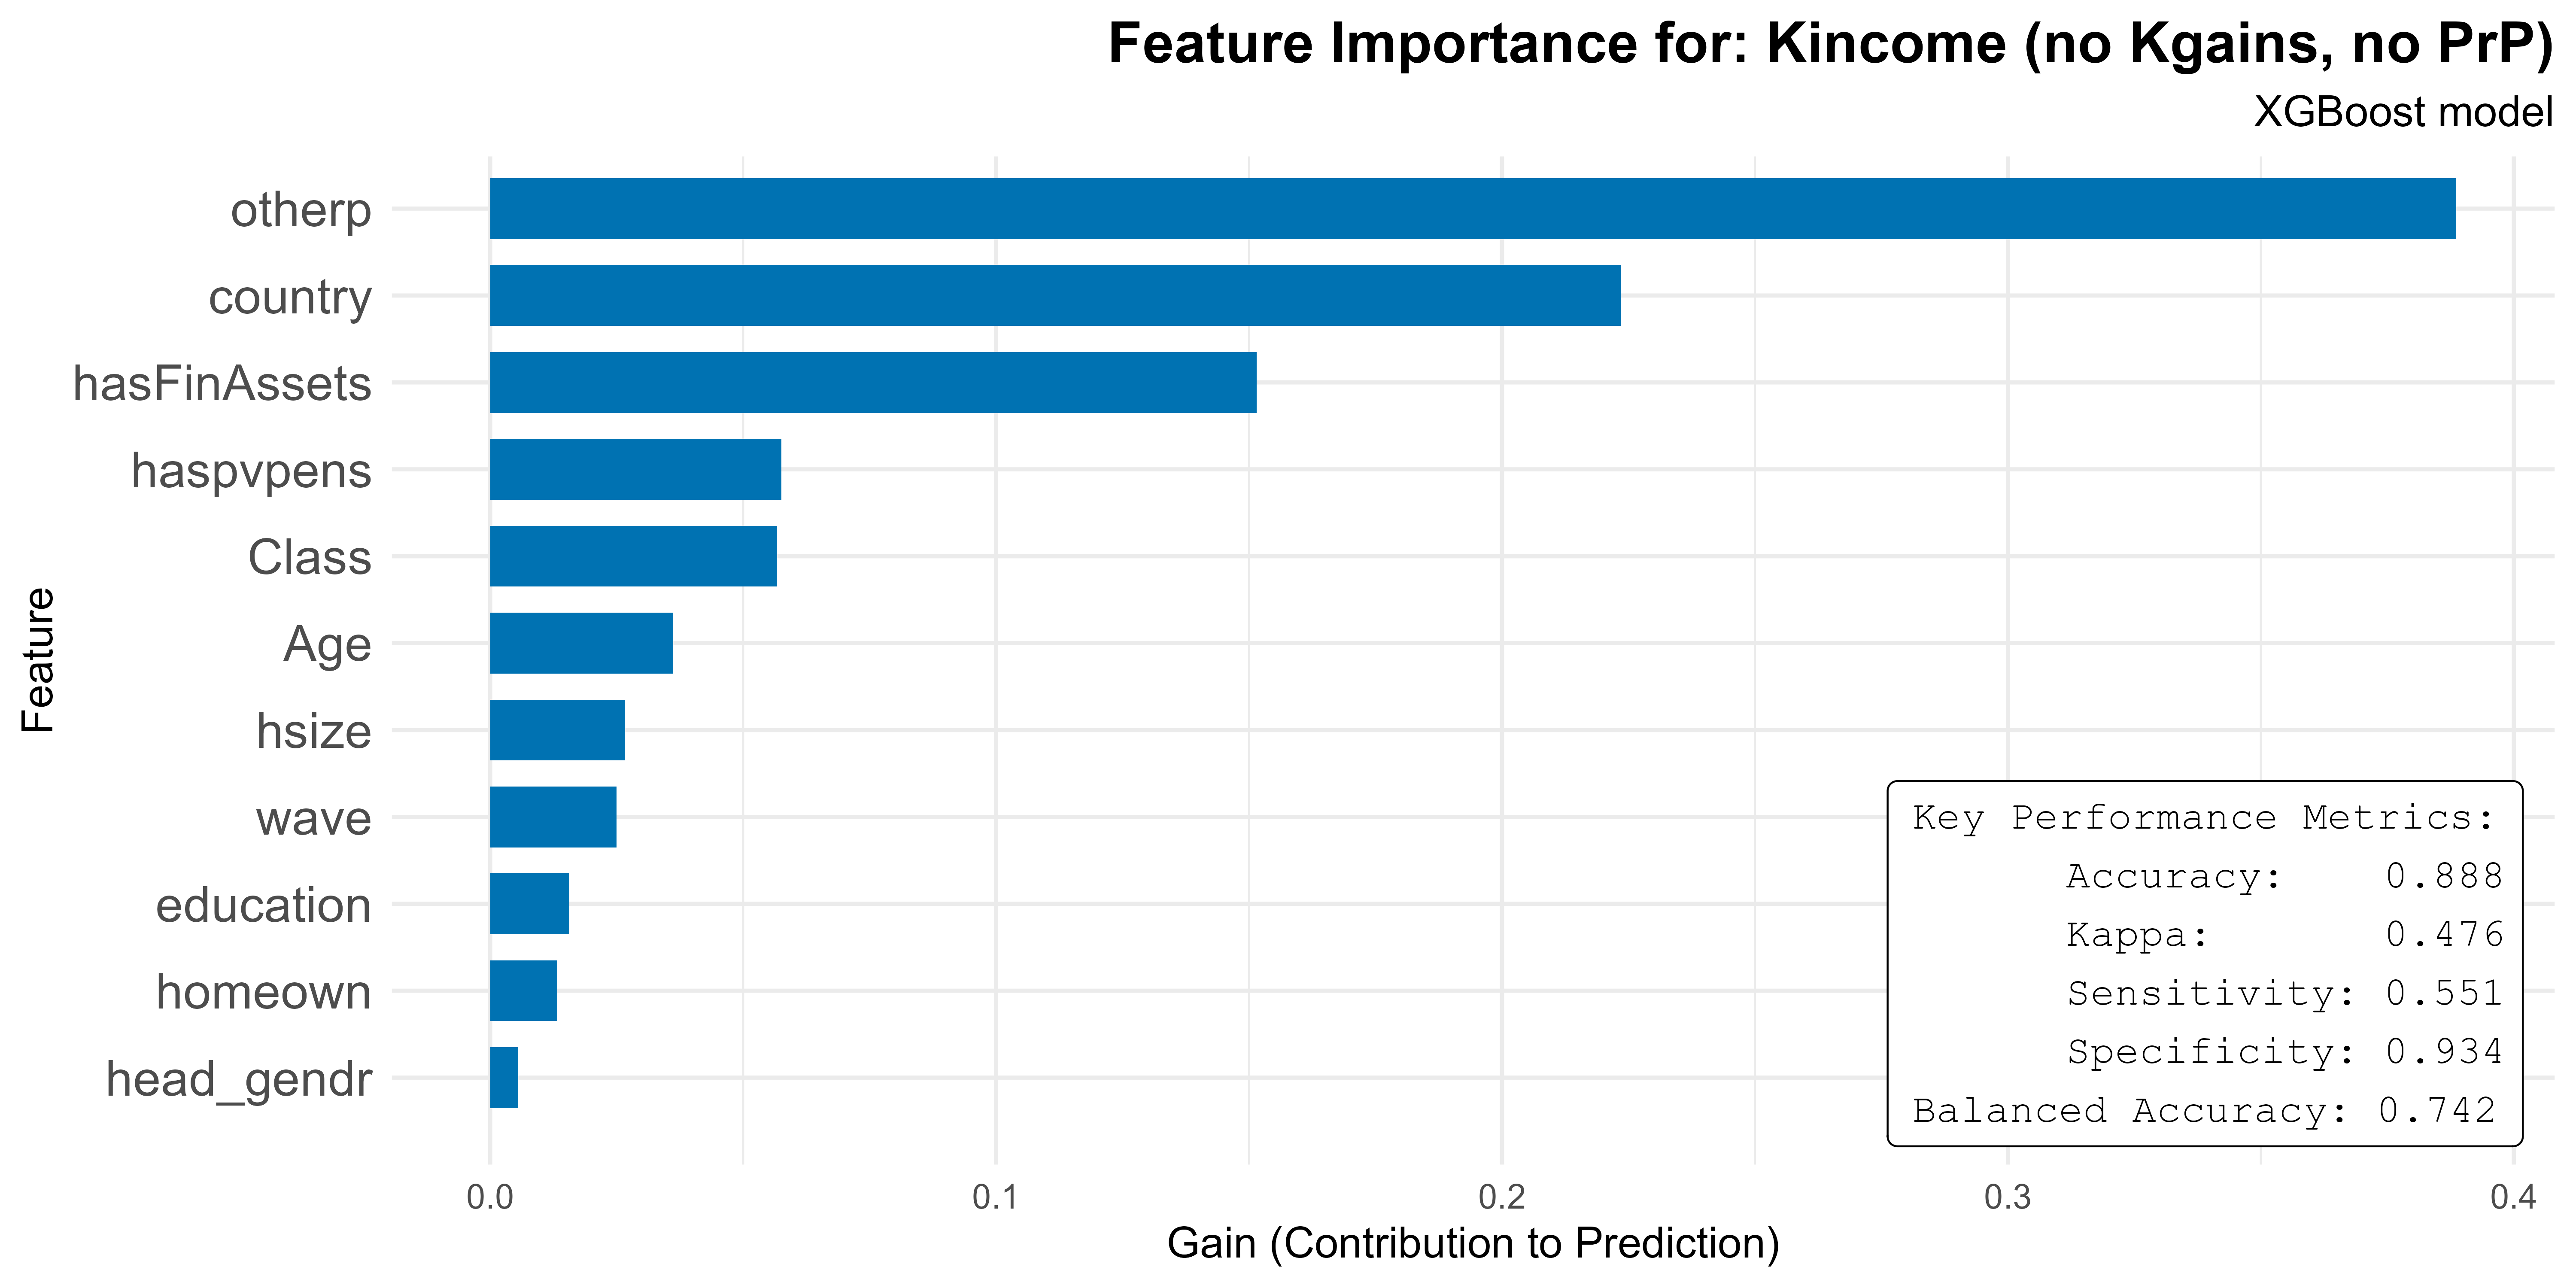 Feature Importance for: Kincome (no Kgains, no PrP)
XGBoost model
Feature
otherp
country
hasFinAssets
haspvpens
Class
Age
hsize
wave
education
homeown
head_gendr
Key Performance Metrics:
Accuracy: 0.888
Kappa: 0.476
Sensitivity: 0.551
Specificity: 0.934
Balanced Accuracy: 0.742
0.0 0.1 0.2 0.3 0.4
Gain (Contribution to Prediction)